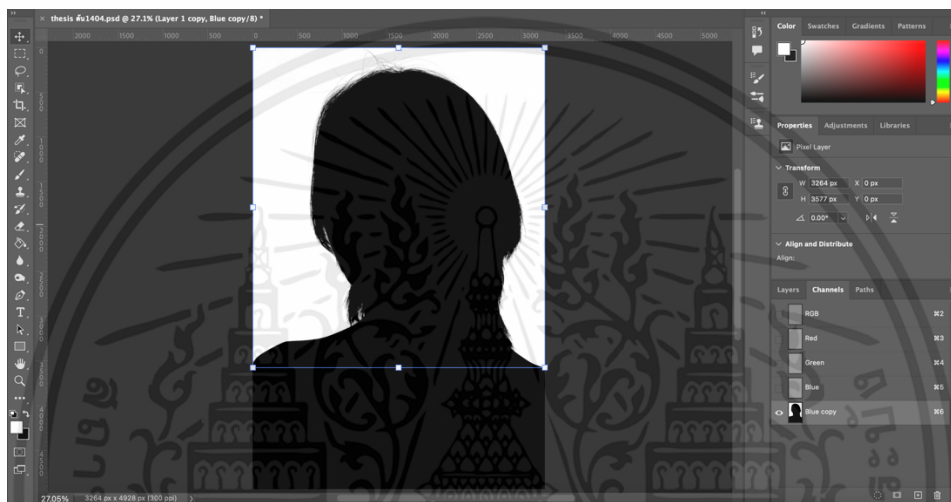 × thesis ต้น1404.psd @ 27.1% (Layer 1 copy, Blue copy/8) *
2000 1500 1000 500 0 500 1000 1500 2000 2500 3000 3500 4000 4500 5000
Color Swatches Gradients Patterns
Properties Adjustments Libraries
Pixel Layer
Transform
W 3264 px X 0 px
H 3577 px Y 0 px
0.00°
Align and Distribute
Align:
Layers Channels Paths
RGB ⌘2
Red ⌘3
Green ⌘4
Blue ⌘5
Blue copy ⌘6
27.05% 3264 px x 4928 px (300 ppi)